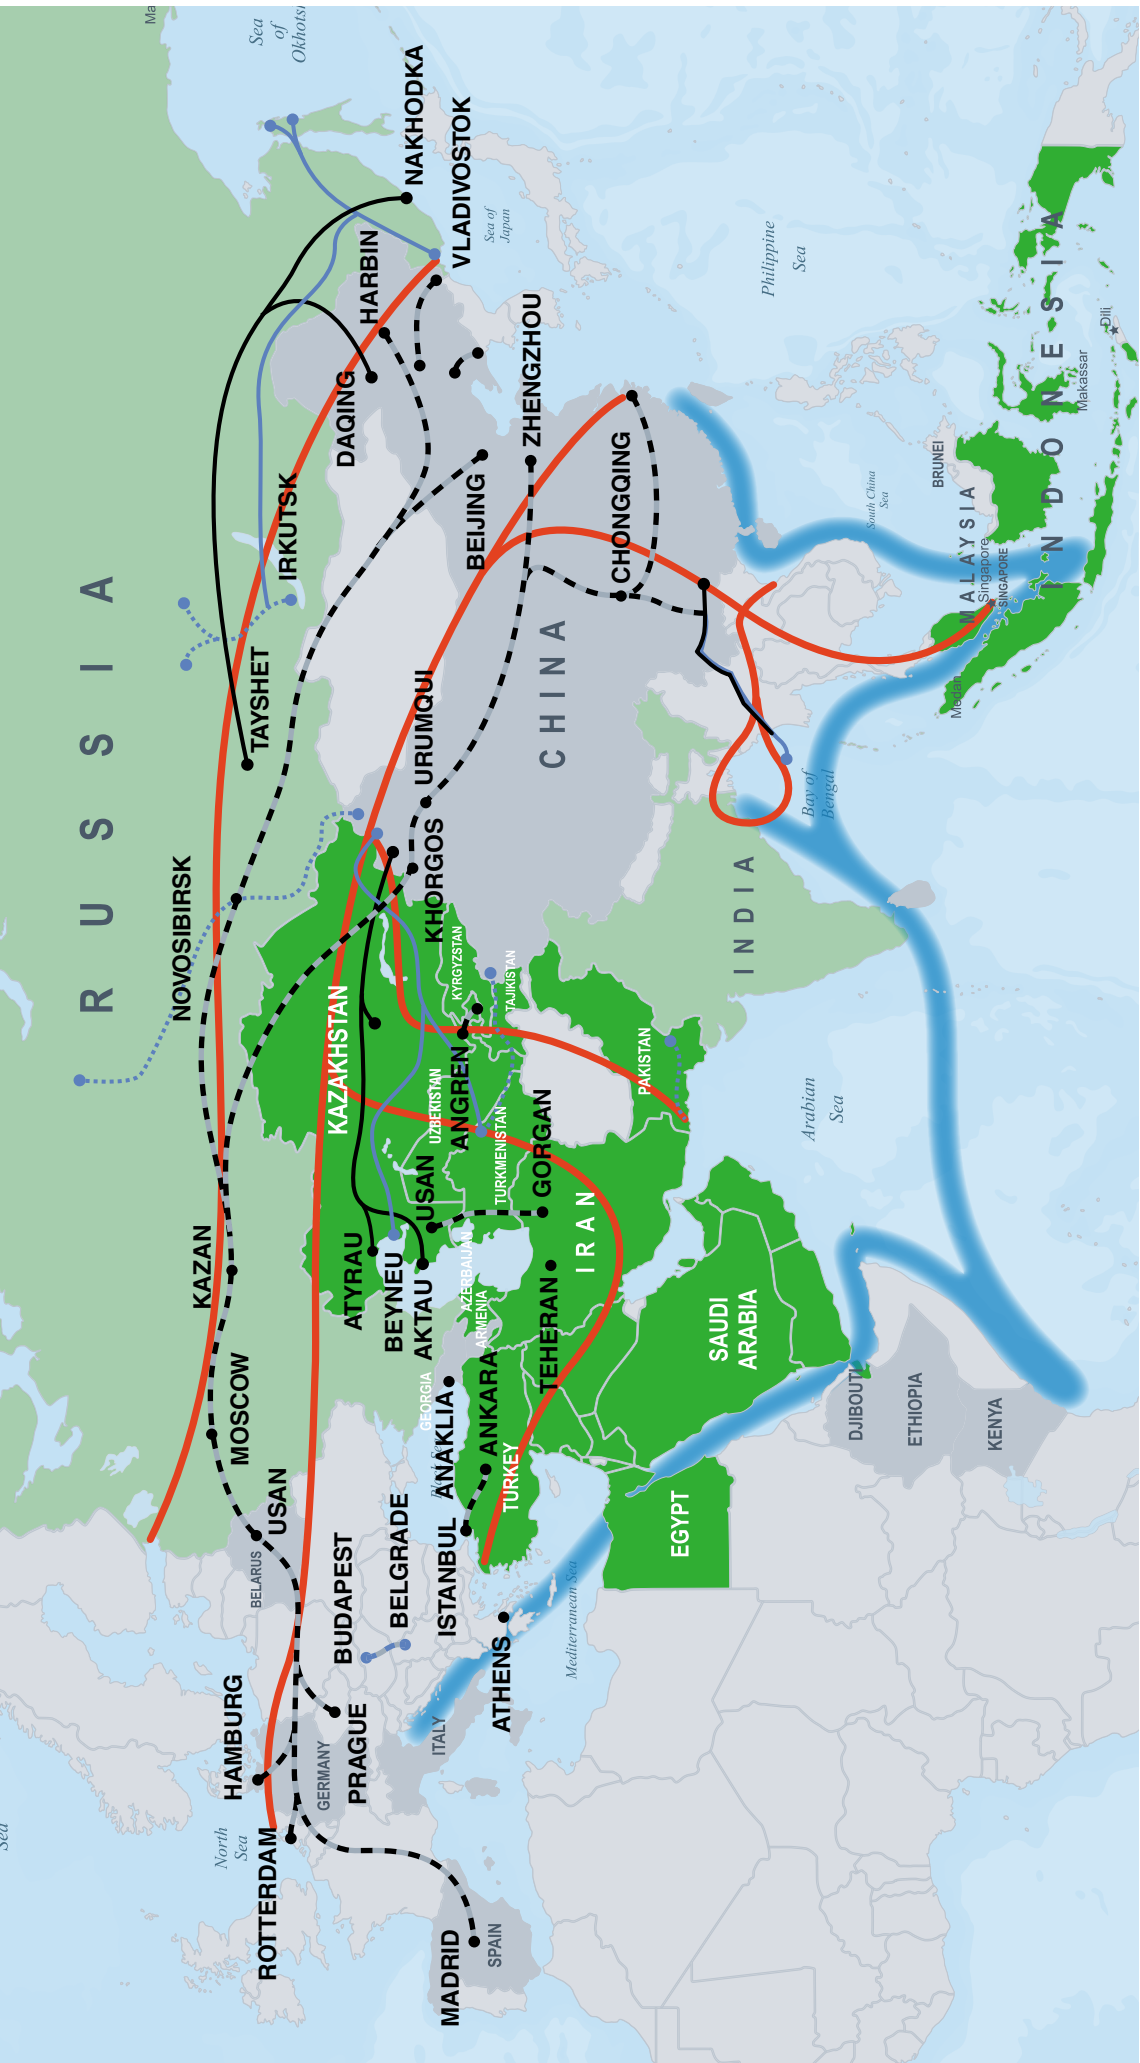 Ma
Sea
of
Okhots
NAKHODKA
VLADIVOSTOK
Sea of
Japan
HARBIN
DAQING
ZHENGZHOU
BEIJING
CHONGQING
IRKUTSK
TAYSHET
RUSSIA
NOVOSIBIRSK
URUMQUI
KHORGOS
CHINA
Philippine
Sea
South China
Sea
BRUNEI
MALAYSIA
Singapore
SINGAPORE
INDONESIA
Makassar
Dili
Medan
Bay of
Bengal
INDIA
KAZAKHSTAN
KYRGYZSTAN
TAJIKISTAN
UZBEKISTAN
ANGREN
TURKMENISTAN
PAKISTAN
Arabian
Sea
GORGAN
USAN
IRAN
KAZAN
ATYRAU
BEYNEU
AKTAU
AZERBAIJAN
ARMENIA
TEHERAN
SAUDI
ARABIA
MOSCOW
GEORGIA
ANAKLIA
ANKARA
TURKEY
EGYPT
DJIBOUTI
ETHIOPIA
KENYA
USAN
BELARUS
BUDAPEST
BELGRADE
ISTANBUL
ATHENS
Mediterranean Sea
HAMBURG
PRAGUE
GERMANY
ITALY
North
Sea
Sea
ROTTERDAM
MADRID
SPAIN